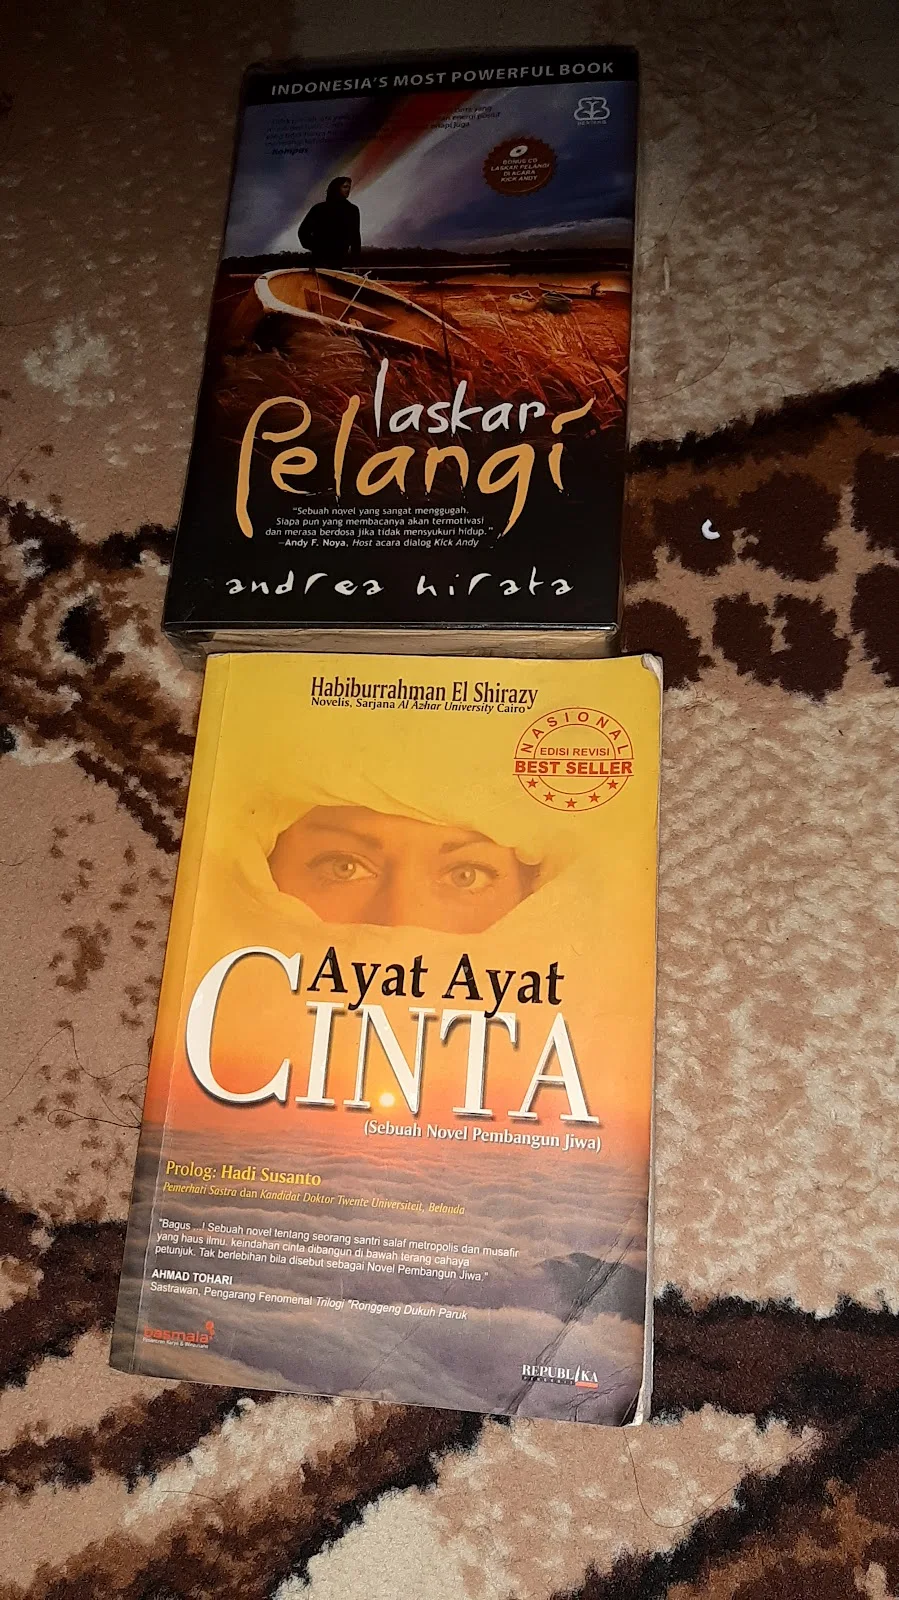 INDONESIA'S MOST POWERFUL BOOK
Kompas
bentang
BONUS CD
LASKAR PELANGI
DI ACARA
KICK ANDY
laskar
Pelangi
"Sebuah novel yang sangat menggugah.
Siapa pun yang membacanya akan termotivasi
dan merasa berdosa jika tidak mensyukuri hidup."
—Andy F. Noya, Host acara dialog Kick Andy
andrea hirata
Habiburrahman El Shirazy
Novelis, Sarjana Al Azhar University Cairo
NASIONAL
EDISI REVISI
BEST SELLER
Ayat Ayat
CINTA
(Sebuah Novel Pembangun Jiwa)
Prolog: Hadi Susanto
Pemerhati Sastra dan Kandidat Doktor Twente Universiteit, Belanda
"Bagus ...! Sebuah novel tentang seorang santri salaf metropolis dan musafir
yang haus ilmu. keindahan cinta dibangun di bawah terang cahaya
petunjuk. Tak berlebihan bila disebut sebagai Novel Pembangun Jiwa."
AHMAD TOHARI
Sastrawan, Pengarang Fenomenal Trilogi "Ronggeng Dukuh Paruk
basmala
REPUBLIKA